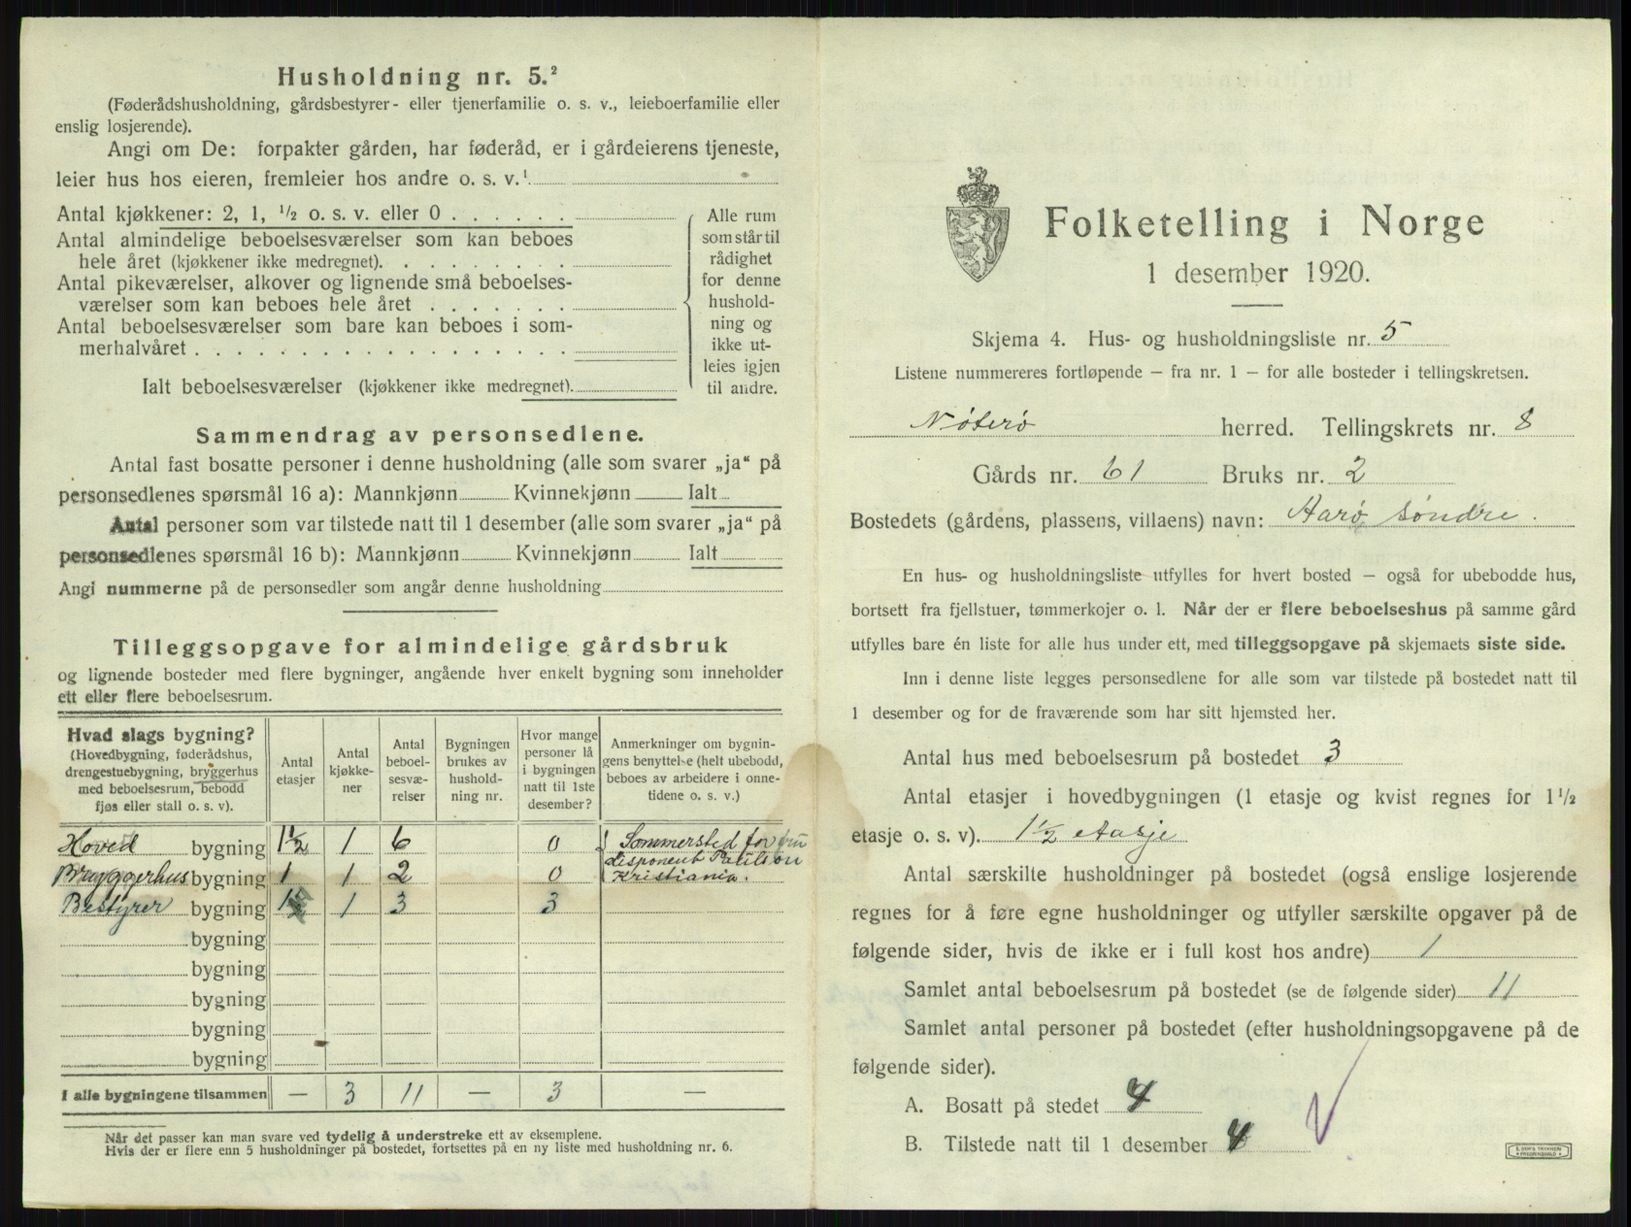 Husholdning nr. 5.²
(Føderådshusholdning, gårdsbestyrer- eller tjenerfamilie o. s. v., leieboerfamilie eller
enslig losjerende).
Angi om De: forpakter gården, har føderåd, er i gårdeierens tjeneste,
leier hus hos eieren, fremleier hos andre o. s. v.¹
Antal kjøkkener: 2, 1, ½ o. s. v. eller 0
Antal almindelige beboelsesværelser som kan beboes
hele året (kjøkkener ikke medregnet).
Antal pikeværelser, alkover og lignende små beboelses-
værelser som kan beboes hele året
Antal beboelsesværelser som bare kan beboes i som-
merhalvåret
Ialt beboelsesværelser (kjøkkener ikke medregnet).
Alle rum
som står til
rådighet
for denne
hushold-
ning og
ikke ut-
leies igjen
til andre.
Sammendrag av personsedlene.
Antal fast bosatte personer i denne husholdning (alle som svarer „ja“ på
personsedlenes spørsmål 16 a): Mannkjønn Kvinnekjønn Ialt
Antal personer som var tilstede natt til 1 desember (alle som svarer „ja“ på
personsedlenes spørsmål 16 b): Mannkjønn Kvinnekjønn Ialt
Angi nummerne på de personsedler som angår denne husholdning
Tilleggsopgave for almindelige gårdsbruk
og lignende bosteder med flere bygninger, angående hver enkelt bygning som inneholder
ett eller flere beboelsesrum.
Hvad slags bygning?
(Hovedbygning, føderådshus,
drengestuebygning, bryggerhus
med beboelsesrum, bebodd
fjøs eller stall o. s. v).
Antal
etasjer
Antal
kjøkke-
ner
Antal
beboel-
sesvæ-
relser
Bygningen
brukes av
hushold-
ning nr.
Hvor mange
personer lå
i bygningen
natt til 1ste
desember?
Anmerkninger om bygnin-
gens benyttelse (helt ubebodd,
beboes av arbeidere i onne-
tidene o. s. v.)
Hoved bygning 1½ 1 6 0 Sommersted for fru
disponent Paulson
Bryggerhus bygning 1 1 2 0 Kristiania.
Bestyrer bygning 1½ 1 3 3
bygning
bygning
bygning
bygning
bygning
I alle bygningene tilsammen — 3 11 — 3 —
Når det passer kan man svare ved tydelig å understreke ett av eksemplene.
Hvis der er flere enn 5 husholdninger på bostedet, fortsettes på en ny liste med husholdning nr. 6.
Folketelling i Norge
1 desember 1920.
Skjema 4. Hus- og husholdningsliste nr. 5
Listene nummereres fortløpende — fra nr. 1 — for alle bosteder i tellingskretsen.
Nøterø herred. Tellingskrets nr. 8
Gårds nr. 61 Bruks nr. 2
Bostedets (gårdens, plassens, villaens) navn: Aarø søndre.
En hus- og husholdningsliste utfylles for hvert bosted — også for ubebodde hus,
bortsett fra fjellstuer, tømmerkojer o. l. Når der er flere beboelseshus på samme gård
utfylles bare én liste for alle hus under ett, med tilleggsopgave på skjemaets siste side.
Inn i denne liste legges personsedlene for alle som var tilstede på bostedet natt til
1 desember og for de fraværende som har sitt hjemsted her.
Antal hus med beboelsesrum på bostedet 3
Antal etasjer i hovedbygningen (1 etasje og kvist regnes for 1½
etasje o. s. v). 1½ etasje
Antal særskilte husholdninger på bostedet (også enslige losjerende
regnes for å føre egne husholdninger og utfyller særskilte opgaver på de
følgende sider, hvis de ikke er i full kost hos andre) 1
Samlet antal beboelsesrum på bostedet (se de følgende sider) 11
Samlet antal personer på bostedet (efter husholdningsopgavene på de
følgende sider).
A. Bosatt på stedet 4
B. Tilstede natt til 1 desember 4